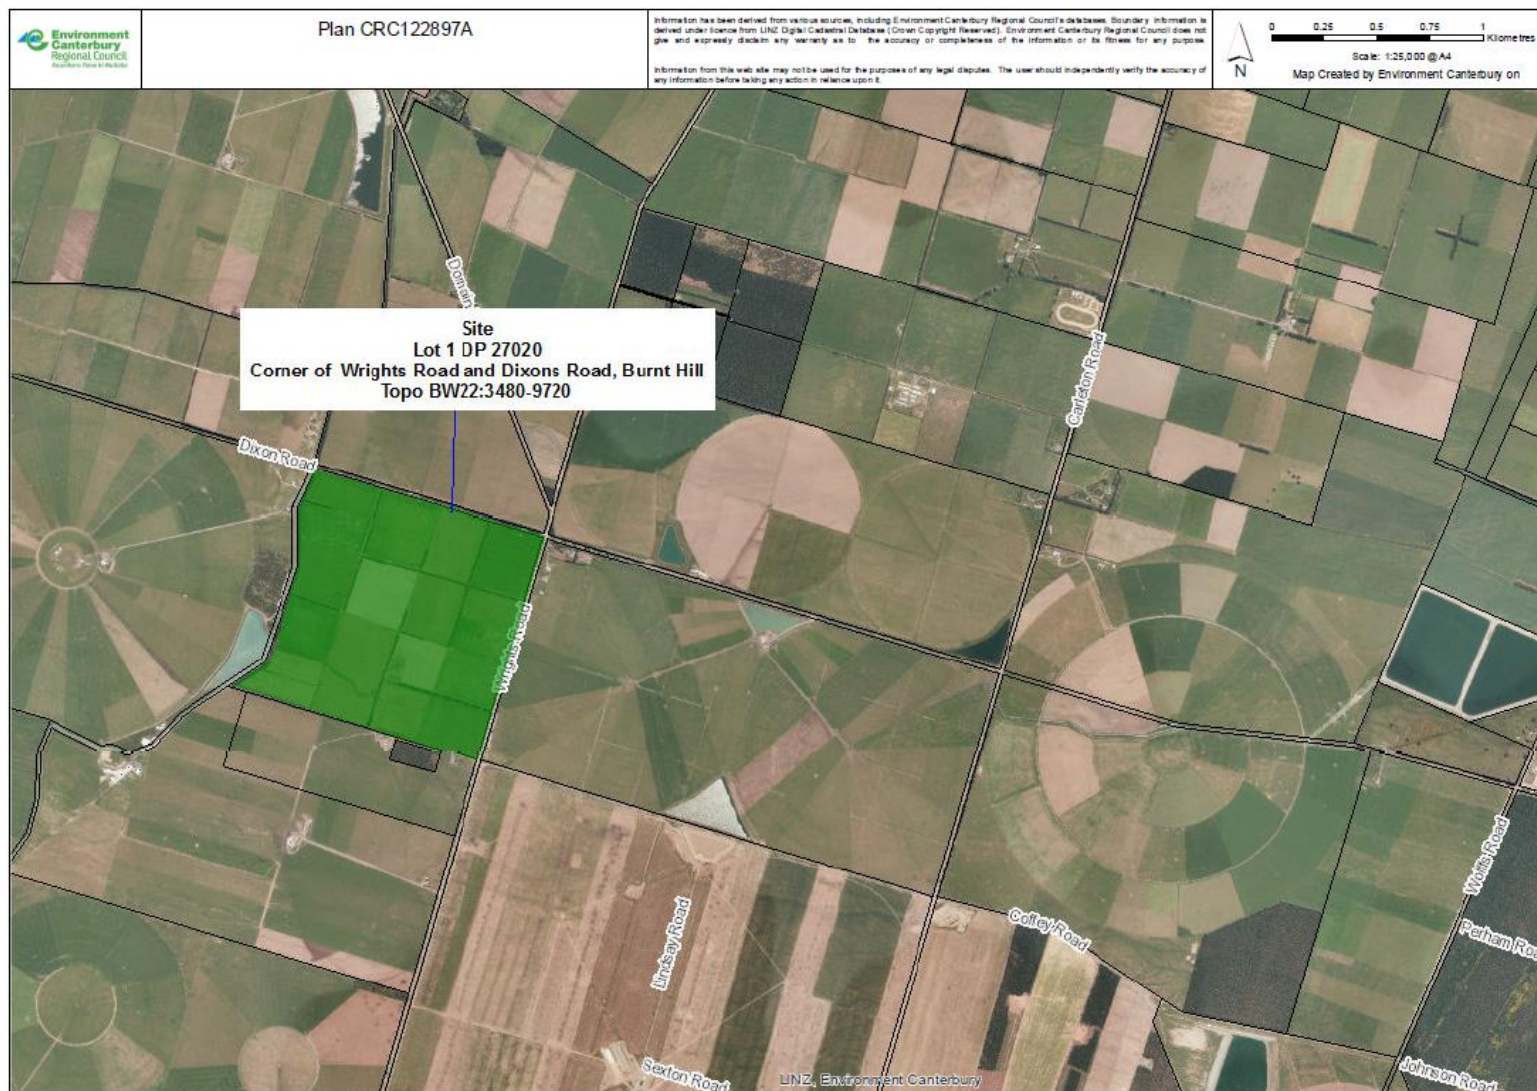 Environment
Canterbury
Regional Council
Plan CRC122897A
Information has been derived from various sources, including Environment Canterbury Regional Council's databases. Boundary information is
derived under licence from LINZ Digital Cadastral Database (Crown Copyright Reserved). Environment Canterbury Regional Council does not
give and expressly disclaim any warranty as to the accuracy or completeness of the information or its fitness for any purpose.
Information from this web site may not be used for the purposes of any legal disputes. The user should independently verify the accuracy of
any information before taking any action in reliance upon it.
N
0 0.25 0.5 0.75 1
Kilometres
Scale: 1:25,000 @A4
Map Created by Environment Canterbury on
Domain
Site
Lot 1 DP 27020
Corner of Wrights Road and Dixons Road, Burnt Hill
Topo BW22:3480-9720
Carleton Road
Dixon Road
Wrights Road
Wolffs Road
Lindsay Road
Coffey Road
Perham Roa
Sexton Road
Johnson Road
LINZ, Environment Canterbury